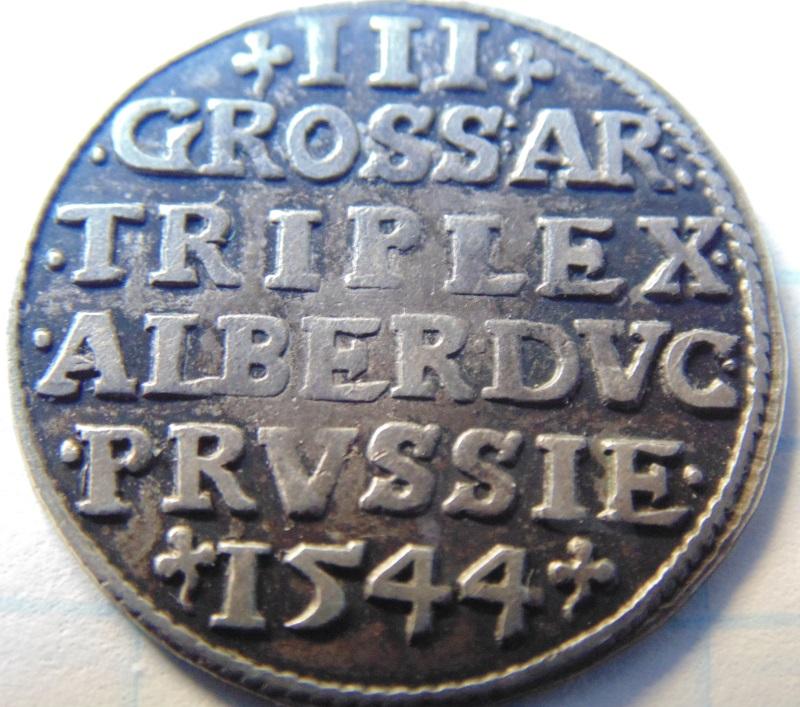 III
·GROSS·AR:
·TRIPLEX·
·ALBER·DVC·
·PRVSSIE·
1544